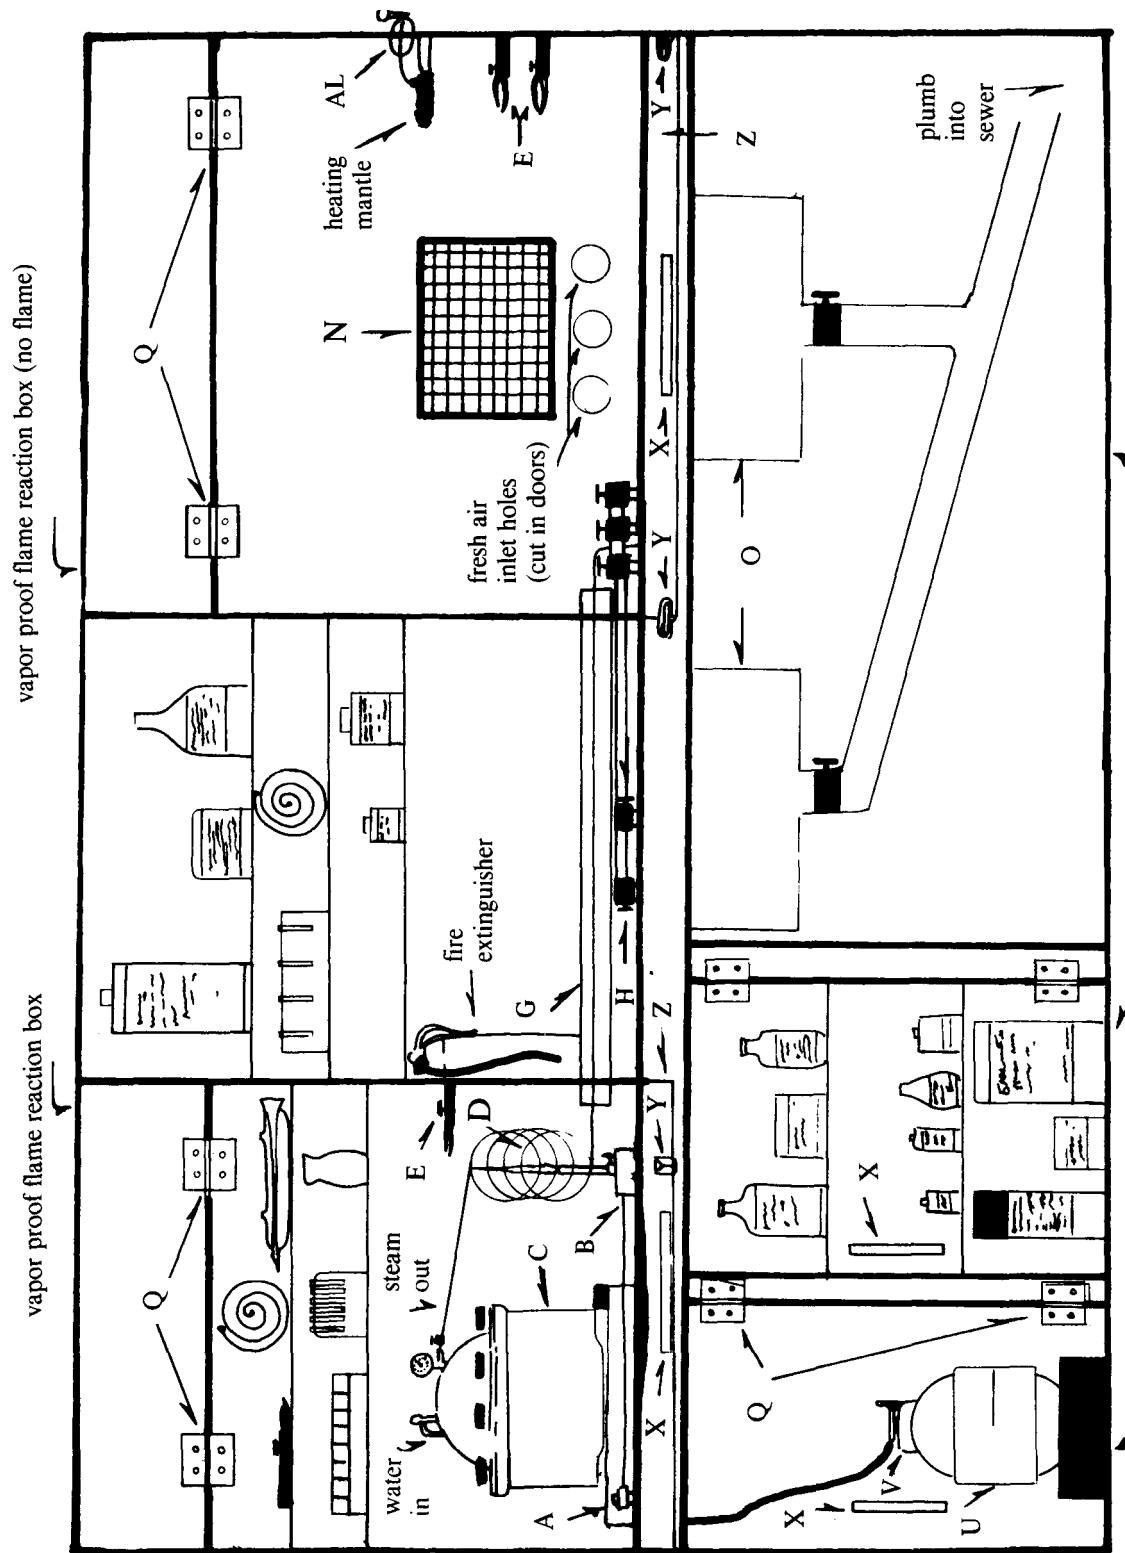 vapor proof flame reaction box
vapor proof flame reaction box (no flame)
Q
Q
N
heating
mantle
AL
water
in
steam
out
E
fire
extinguisher
D
fresh air
inlet holes
(cut in doors)
E
G
C
A
B
H
X
Y
Z
Y
X
Y
Z
O
Q
X
X
V
plumb
into
sewer
U